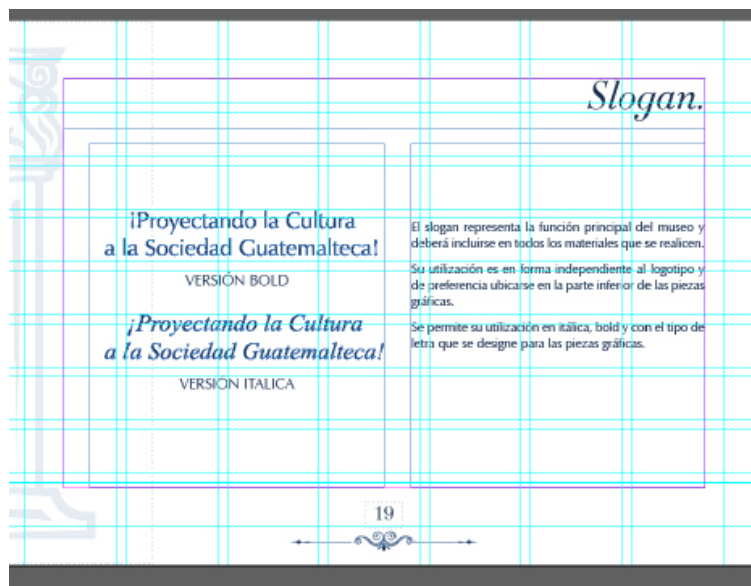 Slogan.
¡Proyectando la Cultura
a la Sociedad Guatemalteca!
VERSIÓN BOLD
¡Proyectando la Cultura
a la Sociedad Guatemalteca!
VERSIÓN ITALICA
El slogan representa la función principal del museo y
deberá incluirse en todos los materiales que se realicen.
Su utilización es en forma independiente al logotipo y
de preferencia ubicarse en la parte inferior de las piezas
gráficas.
Se permite su utilización en itálica, bold y con el tipo de
letra que se designe para las piezas gráficas.
19